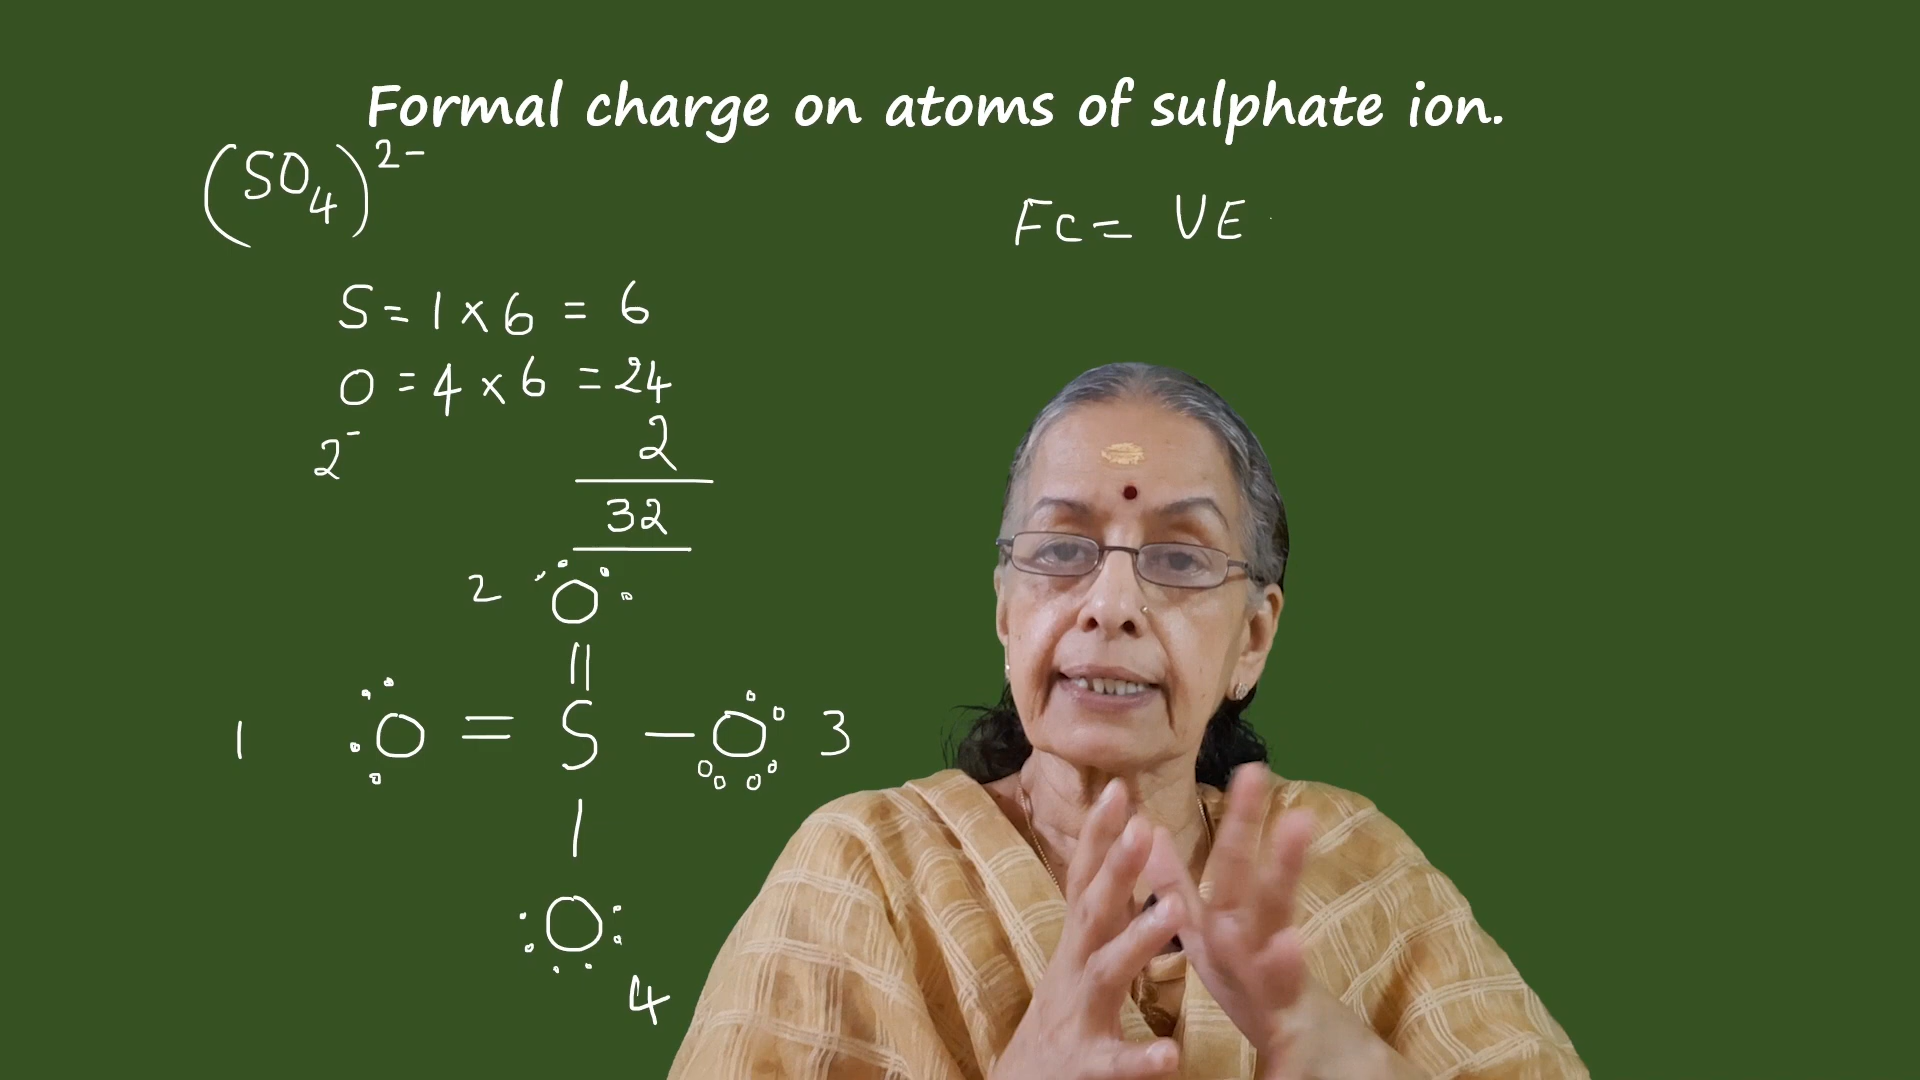 Formal charge on atoms of sulphate ion.
(SO₄)²⁻
Fc = VE
S = 1 × 6 = 6
O = 4 × 6 = 24
2⁻ 2
32
2 O
||
1 O = S – O 3
|
O
4